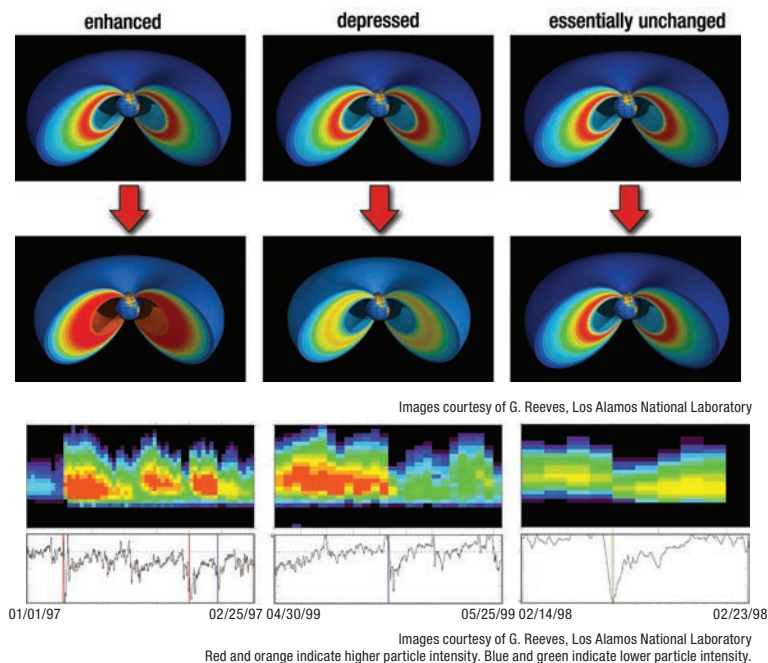 enhanced depressed essentially unchanged
Images courtesy of G. Reeves, Los Alamos National Laboratory
01/01/97 02/25/97 04/30/99 05/25/99 02/14/98 02/23/98
Images courtesy of G. Reeves, Los Alamos National Laboratory
Red and orange indicate higher particle intensity. Blue and green indicate lower particle intensity.